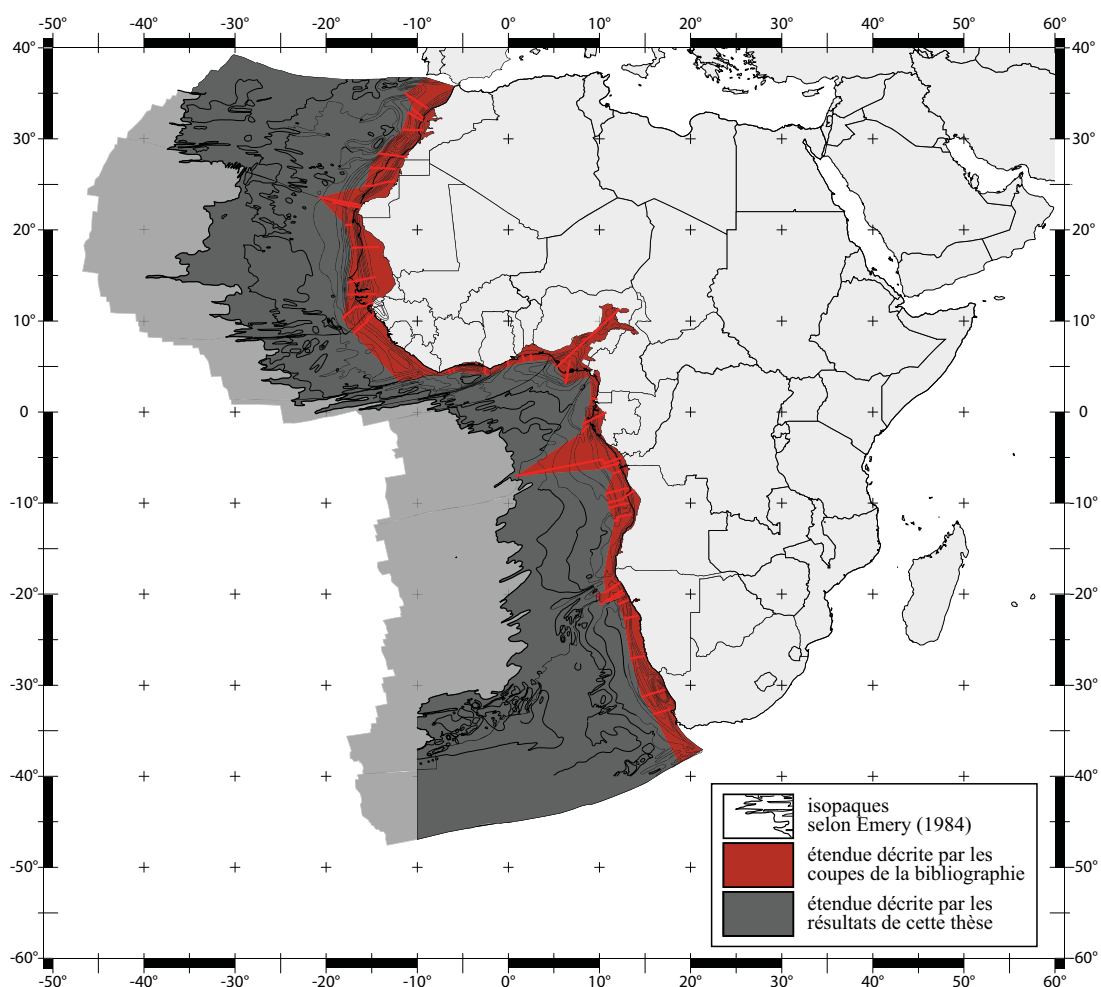 -50° -40° -30° -20° -10° 0° 10° 20° 30° 40° 50° 60°
40° 40°
30° 30°
20° 20°
10° 10°
0 0
-10° -10°
-20° -20°
-30° -30°
-40° -40°
isopaques
selon Emery (1984)
étendue décrite par les
coupes de la bibliographie
étendue décrite par les
résultats de cette thèse
-50° -50°
-60° -60°
-50° -40° -30° -20° -10° 0° 10° 20° 30° 40° 50° 60°